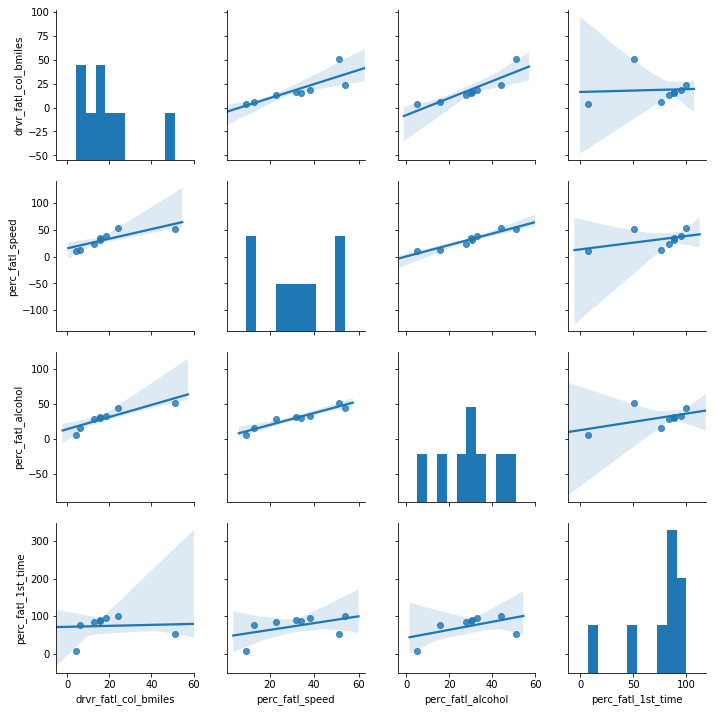 drvr_fatl_col_bmiles
100
75
50
25
0
−25
−50
perc_fatl_speed
100
50
0
−50
−100
perc_fatl_alcohol
100
50
0
−50
perc_fatl_1st_time
300
200
100
0
0 20 40 60
0 20 40 60
0 20 40 60
0 50 100
drvr_fatl_col_bmiles
perc_fatl_speed
perc_fatl_alcohol
perc_fatl_1st_time